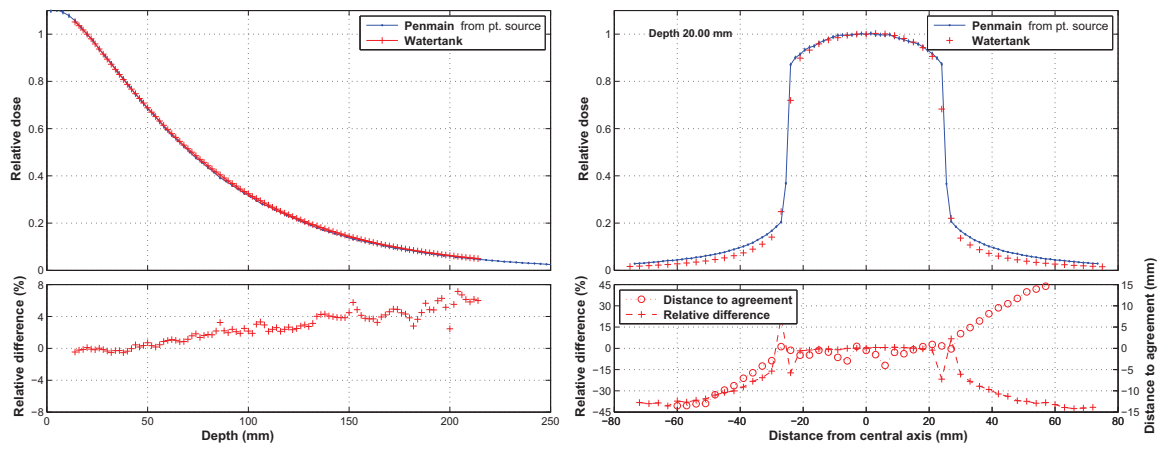 Relative dose
1
0.8
0.6
0.4
0.2
0
Penmain from pt. source
Watertank
Relative difference (%)
8
4
0
−4
−8
0 50 100 150 200 250
Depth (mm)
Relative dose
1
0.8
0.6
0.4
0.2
0
Depth 20.00 mm
Penmain from pt. source
Watertank
Relative difference (%)
45
30
15
0
−15
−30
−45
Distance to agreement
Relative difference
15
10
5
0
−5
−10
−15
Distance to agreement (mm)
−80 −60 −40 −20 0 20 40 60 80
Distance from central axis (mm)